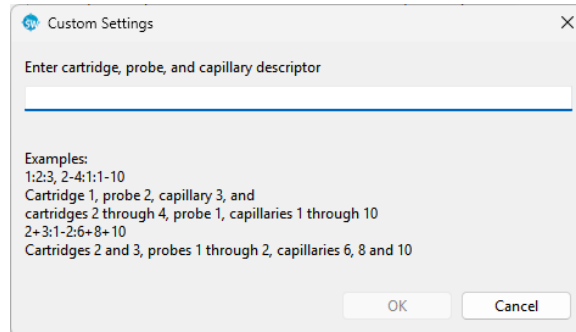 SW Custom Settings
Enter cartridge, probe, and capillary descriptor
Examples:
1:2:3, 2-4:1:1-10
Cartridge 1, probe 2, capillary 3, and
cartridges 2 through 4, probe 1, capillaries 1 through 10
2+3:1-2:6+8+10
Cartridges 2 and 3, probes 1 through 2, capillaries 6, 8 and 10
OK Cancel